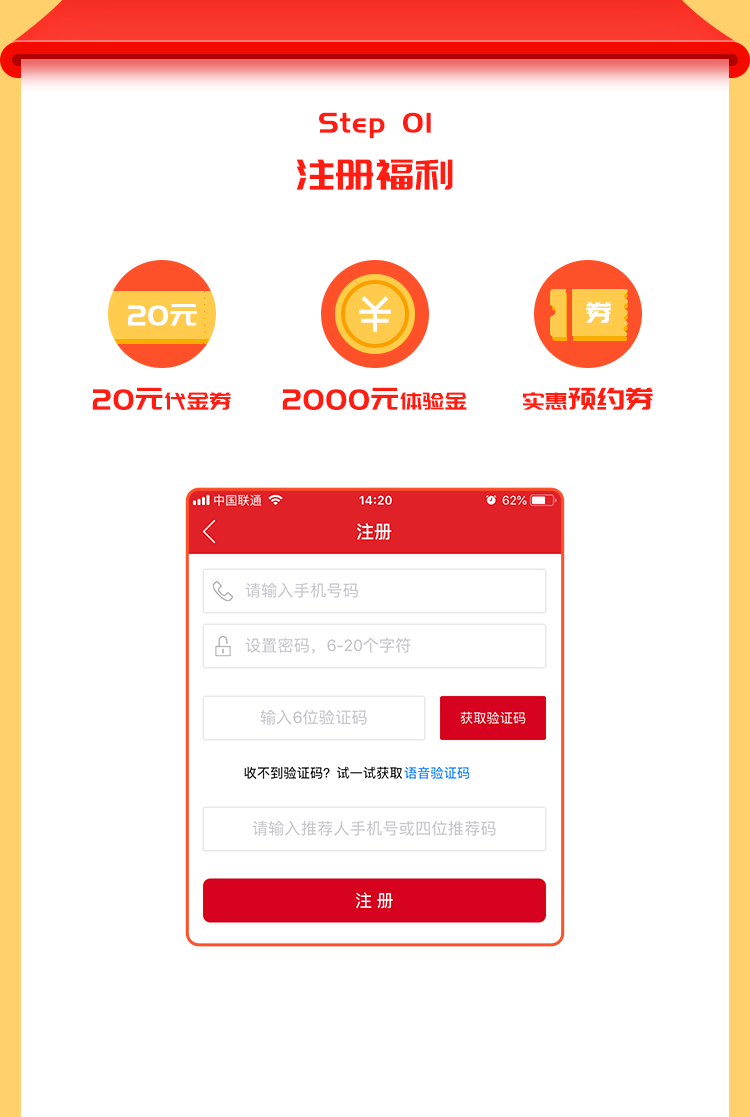 Step 01
注册福利
20元 ¥ 券
20元代金券 2000元体验金 实惠预约券
中国联通 14:20 62%
注册
请输入手机号码
设置密码，6-20个字符
输入6位验证码 获取验证码
收不到验证码？试一试获取语音验证码
请输入推荐人手机号或四位推荐码
注 册